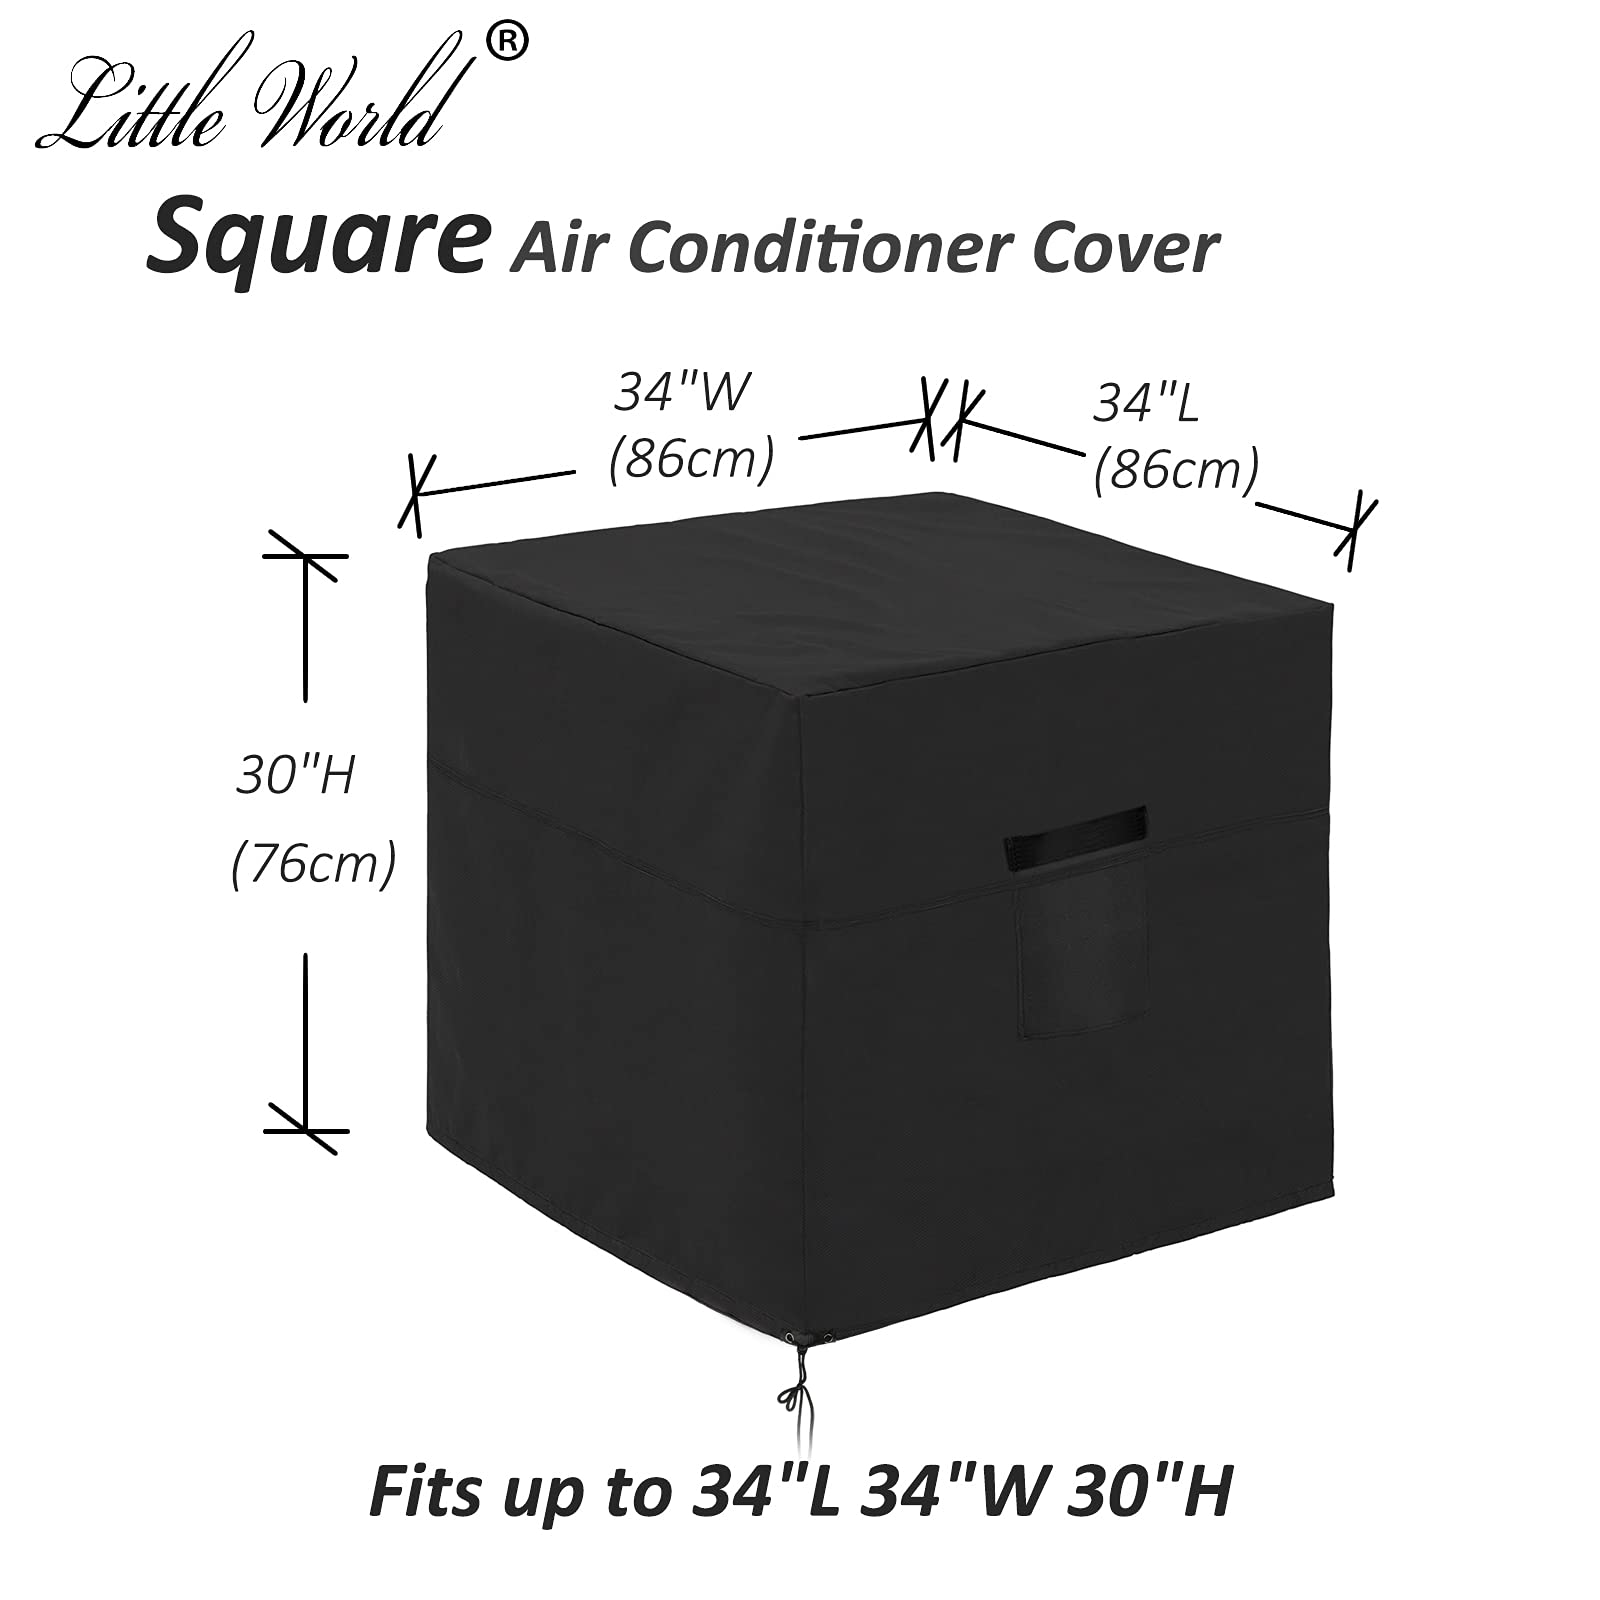 Little World®
Square Air Conditioner Cover
34"W
(86cm)
34"L
(86cm)
30"H
(76cm)
Fits up to 34"L 34"W 30"H